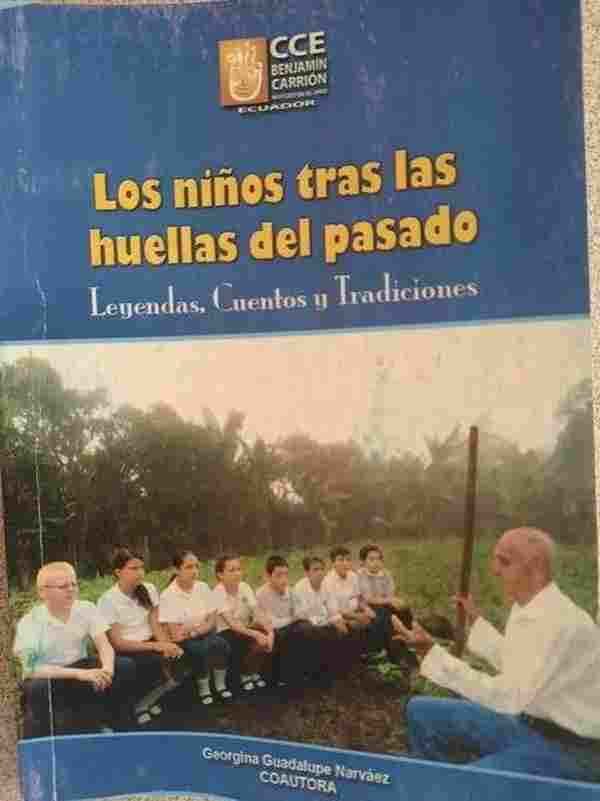 CCE
BENJAMÍN
CARRIÓN
ECUADOR
Los niños tras las
huellas del pasado
Leyendas, Cuentos y Tradiciones
Georgina Guadalupe Narváez
COAUTORA